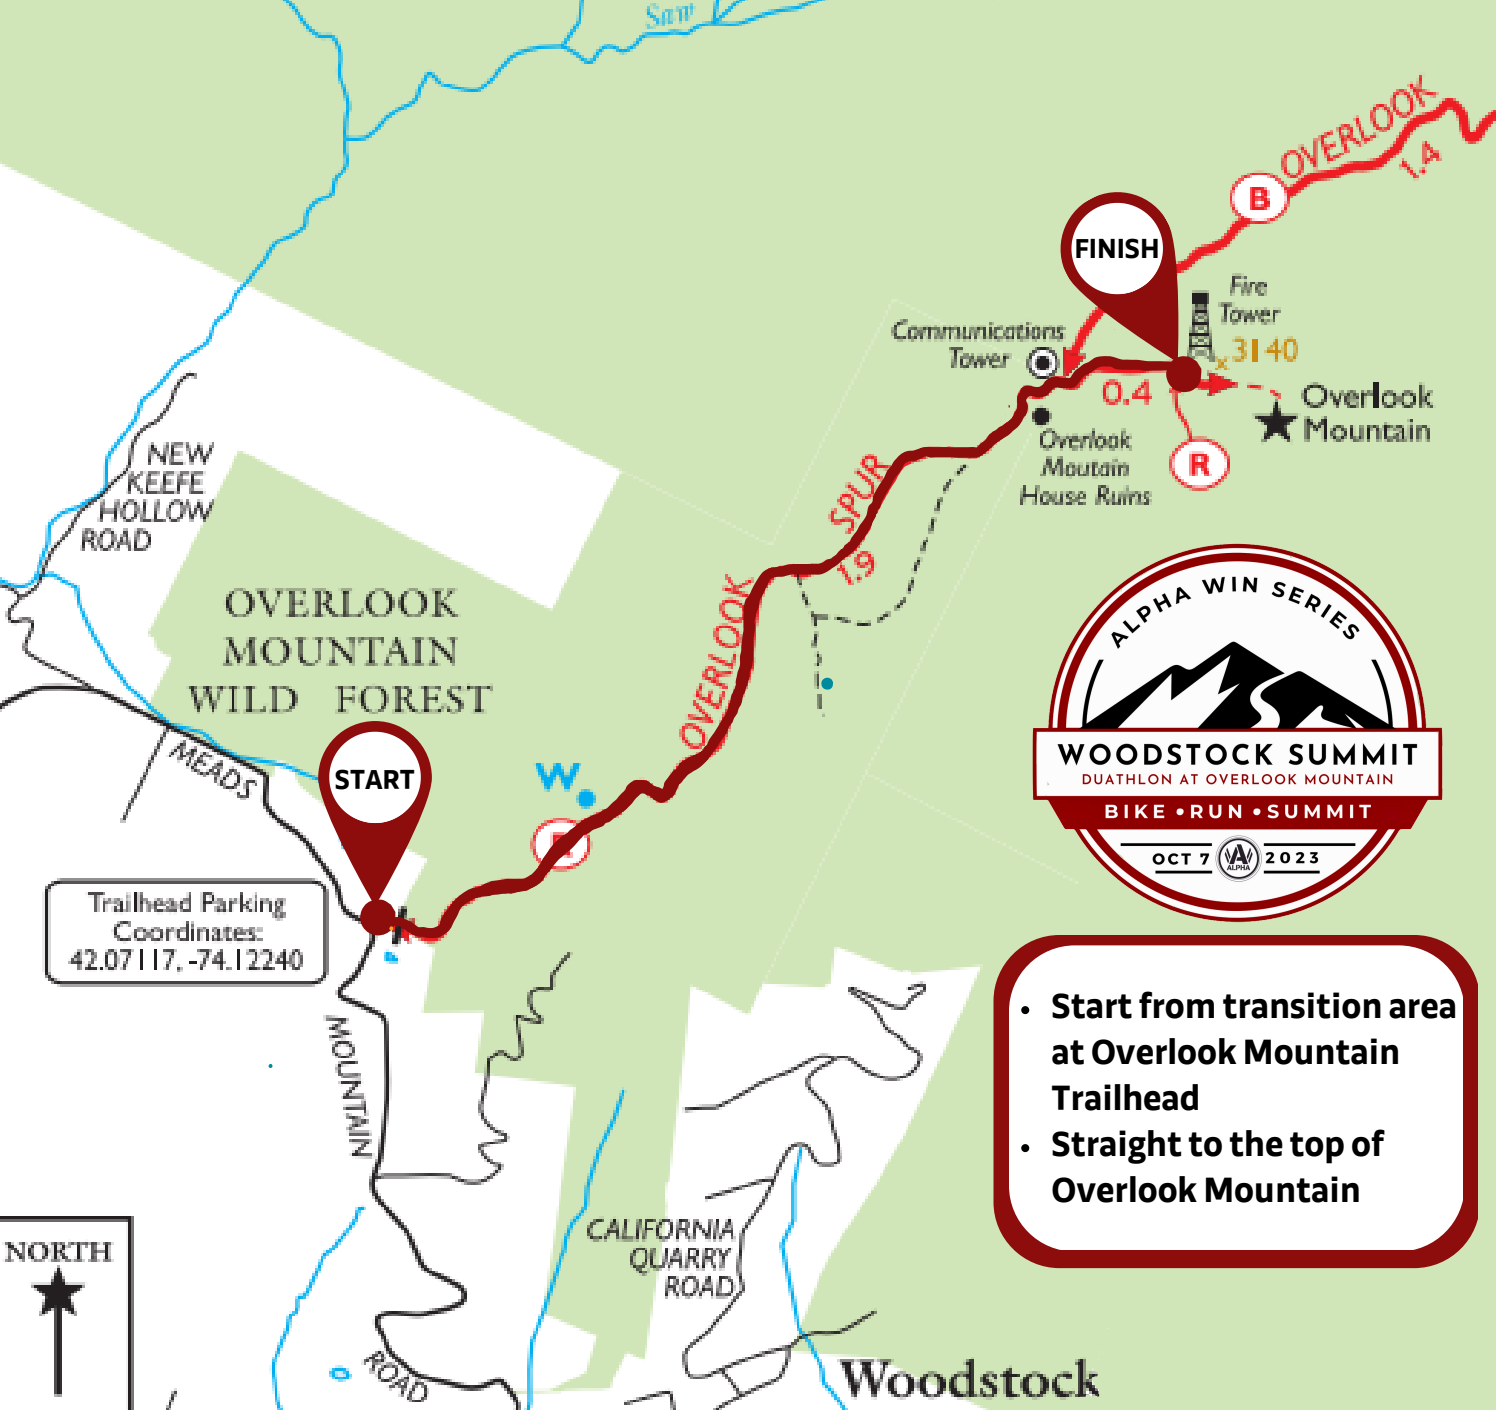 Saw
OVERLOOK
1.4
B
FINISH
Fire
Tower
3140
Communications
Tower
0.4
Overlook
Mountain
R
Overlook
Moutain
House Ruins
SPUR
1.9
OVERLOOK
NEW
KEEFE
HOLLOW
ROAD
OVERLOOK
MOUNTAIN
WILD FOREST
MEADS
START
W
Trailhead Parking
Coordinates:
42.07117, -74.12240
MOUNTAIN
ROAD
NORTH
CALIFORNIA
QUARRY
ROAD
Woodstock
ALPHA WIN SERIES
WOODSTOCK SUMMIT
DUATHLON AT OVERLOOK MOUNTAIN
BIKE • RUN • SUMMIT
OCT 7 2023
ALPHA
• Start from transition area
at Overlook Mountain
Trailhead
• Straight to the top of
Overlook Mountain